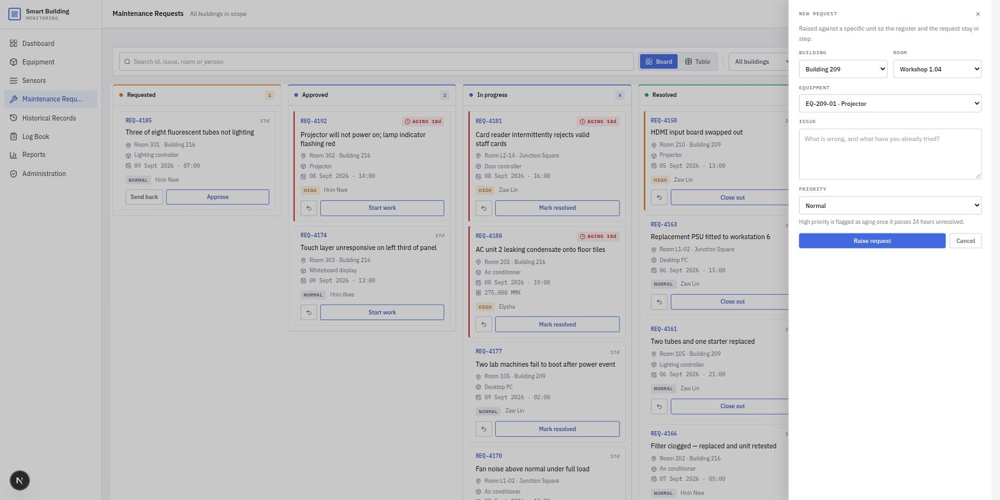 Smart Building
MONITORING
Dashboard
Equipment
Sensors
Maintenance Requ...
Historical Records
Log Book
Reports
Administration
N
Maintenance Requests All buildings in scope
Search id, issue, room or person
Board
Table
All buildings
Requested 1
REQ-4185 17d
Three of eight fluorescent tubes not lighting
Room 301 · Building 216
Lighting controller
09 Sept 2026 · 07:00
NORMAL Hnin Nwe
Send back Approve
Approved 2
REQ-4192 AGING 18d
Projector will not power on; lamp indicator
flashing red
Room 302 · Building 216
Projector
08 Sept 2026 · 14:00
HIGH Hnin Nwe
Start work
REQ-4174 17d
Touch layer unresponsive on left third of panel
Room 303 · Building 216
Whiteboard display
09 Sept 2026 · 13:00
NORMAL Hnin Nwe
Start work
In progress 4
REQ-4181 AGING 18d
Card reader intermittently rejects valid
staff cards
Room L2-14 · Junction Square
Door controller
08 Sept 2026 · 16:00
HIGH Zaw Lin
Mark resolved
REQ-4188 AGING 18d
AC unit 2 leaking condensate onto floor tiles
Room 202 · Building 216
Air conditioner
08 Sept 2026 · 19:00
275,000 MMK
HIGH Elysha
Mark resolved
REQ-4177 17d
Two lab machines fail to boot after power event
Room 105 · Building 209
Desktop PC
09 Sept 2026 · 02:00
NORMAL Zaw Lin
Mark resolved
REQ-4170 17d
Fan noise above normal under full load
Room L1-02 · Junction Square
Air conditioner
Resolved
REQ-4158
HDMI input board swapped out
Room 210 · Building 209
Projector
05 Sept 2026 · 13:00
HIGH Zaw Lin
Close out
REQ-4163
Replacement PSU fitted to workstation 6
Room L1-02 · Junction Square
Desktop PC
06 Sept 2026 · 15:00
NORMAL Zaw Lin
Close out
REQ-4161
Two tubes and one starter replaced
Room 105 · Building 209
Lighting controller
06 Sept 2026 · 21:00
NORMAL Zaw Lin
Close out
REQ-4166
Filter clogged — replaced and unit retested
Room 202 · Building 216
Air conditioner
07 Sept 2026 · 05:00
NORMAL Hnin Nwe
NEW REQUEST ×
Raised against a specific unit so the register and the request stay in
step.
BUILDING ROOM
Building 209 Workshop 1.04
EQUIPMENT
EQ-209-01 · Projector
ISSUE
What is wrong, and what have you already tried?
PRIORITY
Normal
High priority is flagged as aging once it passes 24 hours unresolved.
Raise request Cancel